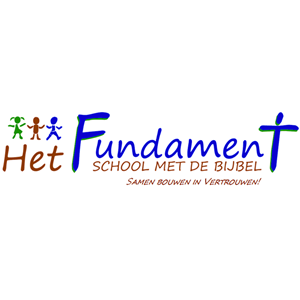 Het Fundament
SCHOOL MET DE BIJBEL
SAMEN BOUWEN IN VERTROUWEN!